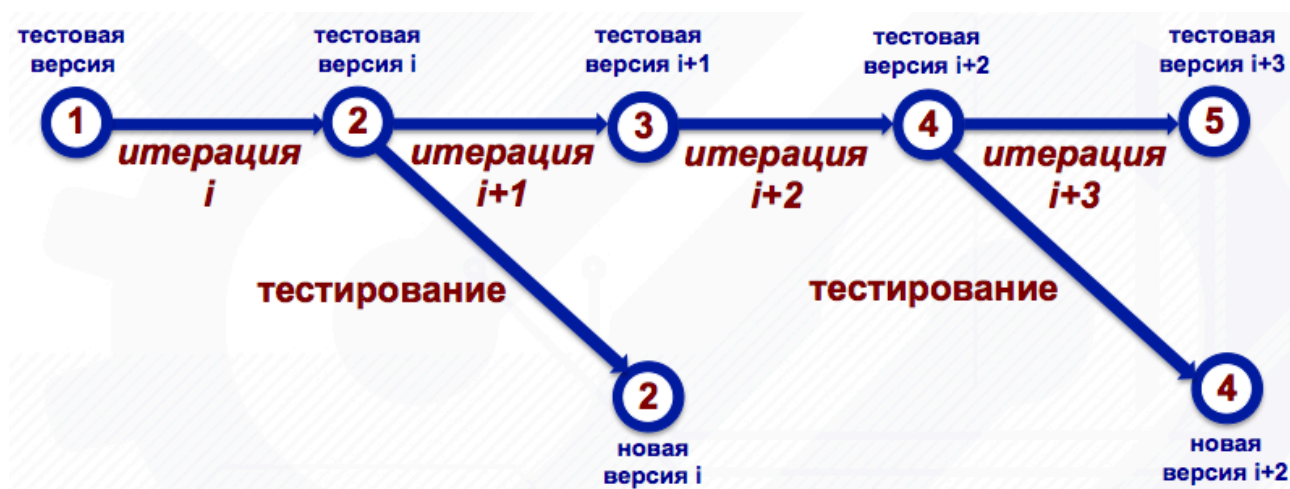 тестовая
версия
тестовая
версия i
тестовая
версия i+1
тестовая
версия i+2
тестовая
версия i+3
1
2
3
4
5
итерация
i
итерация
i+1
итерация
i+2
итерация
i+3
тестирование
тестирование
2
4
новая
версия i
новая
версия i+2